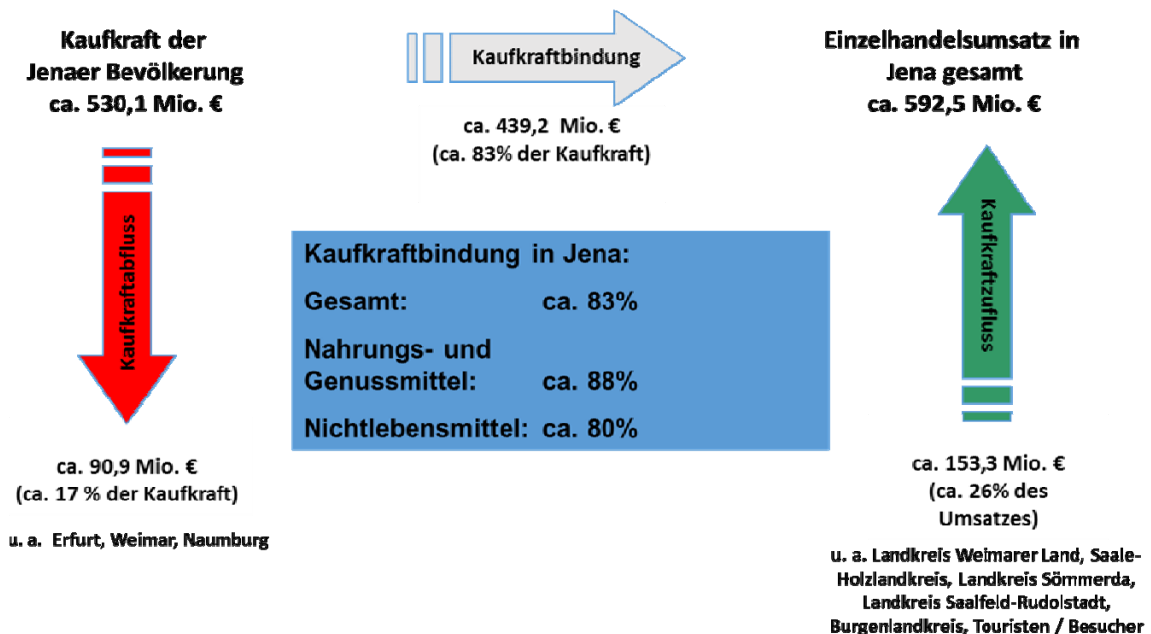 Kaufkraft der
Jenaer Bevölkerung
ca. 530,1 Mio. €
Kaufkraftbindung
ca. 439,2 Mio. €
(ca. 83% der Kaufkraft)
Einzelhandelsumsatz in
Jena gesamt
ca. 592,5 Mio. €
Kaufkraftabfluss
Kaufkraftbindung in Jena:
Gesamt: ca. 83%
Nahrungs- und
Genussmittel: ca. 88%
Nichtlebensmittel: ca. 80%
Kaufkraftzufluss
ca. 90,9 Mio. €
(ca. 17 % der Kaufkraft)
u. a. Erfurt, Weimar, Naumburg
ca. 153,3 Mio. €
(ca. 26% des
Umsatzes)
u. a. Landkreis Weimarer Land, Saale-
Holzlandkreis, Landkreis Sömmerda,
Landkreis Saalfeld-Rudolstadt,
Burgenlandkreis, Touristen / Besucher